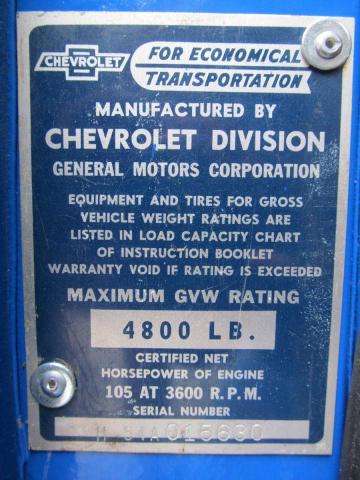 CHEVROLET
FOR ECONOMICAL
TRANSPORTATION
MANUFACTURED BY
CHEVROLET DIVISION
GENERAL MOTORS CORPORATION
EQUIPMENT AND TIRES FOR GROSS
VEHICLE WEIGHT RATINGS ARE
LISTED IN LOAD CAPACITY CHART
OF INSTRUCTION BOOKLET
WARRANTY VOID IF RATING IS EXCEEDED
MAXIMUM GVW RATING
4800 LB.
CERTIFIED NET
HORSEPOWER OF ENGINE
105 AT 3600 R.P.M.
SERIAL NUMBER
H 54A 015630